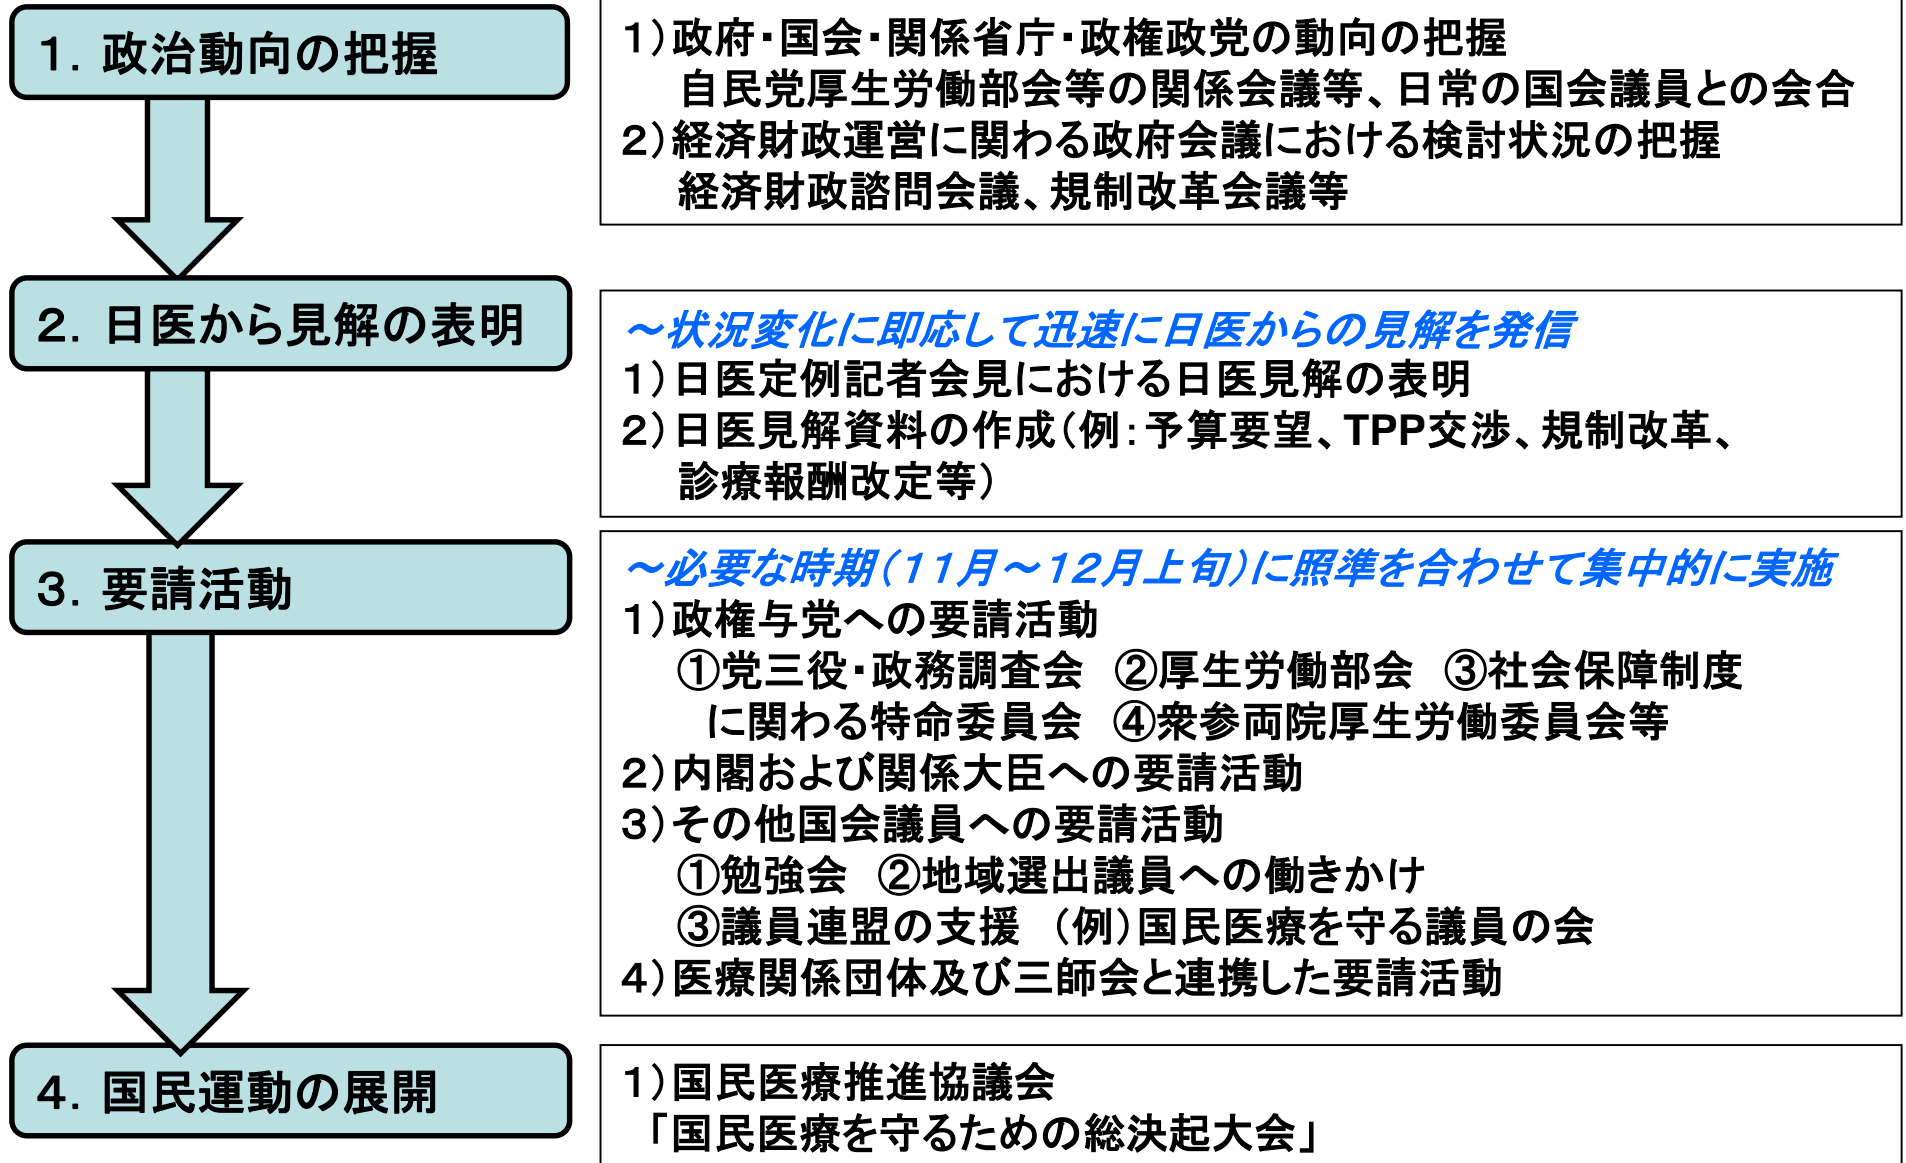 １．政治動向の把握
１）政府・国会・関係省庁・政権政党の動向の把握
自民党厚生労働部会等の関係会議等、日常の国会議員との会合
２）経済財政運営に関わる政府会議における検討状況の把握
経済財政諮問会議、規制改革会議等
２．日医から見解の表明
～状況変化に即応して迅速に日医からの見解を発信
１）日医定例記者会見における日医見解の表明
２）日医見解資料の作成（例：予算要望、TPP交渉、規制改革、
診療報酬改定等）
３．要請活動
～必要な時期（１１月～１２月上旬）に照準を合わせて集中的に実施
１）政権与党への要請活動
①党三役・政務調査会　②厚生労働部会　③社会保障制度
に関わる特命委員会　④衆参両院厚生労働委員会等
２）内閣および関係大臣への要請活動
３）その他国会議員への要請活動
①勉強会　②地域選出議員への働きかけ
③議員連盟の支援　（例）国民医療を守る議員の会
４）医療関係団体及び三師会と連携した要請活動
４．国民運動の展開
１）国民医療推進協議会
「国民医療を守るための総決起大会」